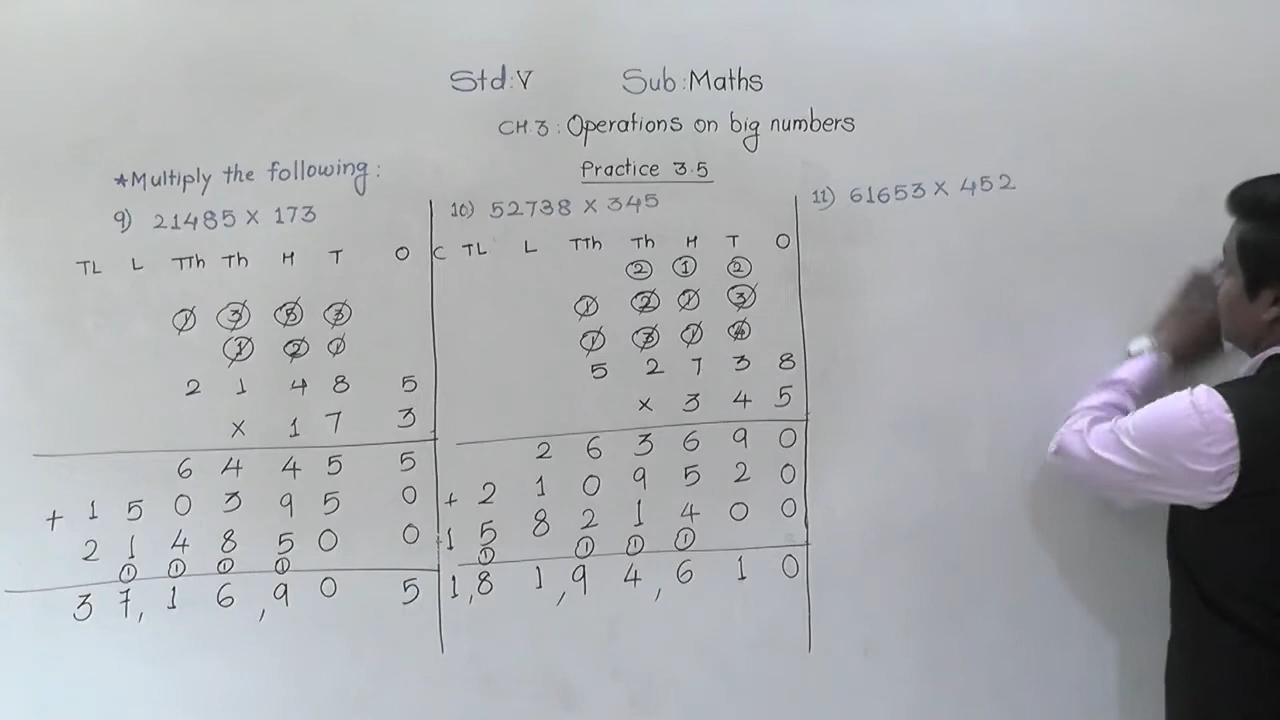 Std:V Sub:Maths
CH.3: Operations on big numbers
Practice 3.5
*Multiply the following:
9) 21485 X 173
TL L TTh Th H T O
1 3 5 3
1 2 1
2 1 4 8 5
x 1 7 3
6 4 4 5 5
+ 1 5 0 3 9 5 0
2 1 4 8 5 0 0
1 1 1 1
3 7, 1 6, 9 0 5
10) 52738 X 345
C TL L TTh Th H T O
2 1 2
1 2 1 3
1 3 1 4
5 2 7 3 8
x 3 4 5
2 6 3 6 9 0
+ 2 1 0 9 5 2 0
1 5 8 2 1 4 0 0
1 1 1 1
1, 8 1, 9 4, 6 1 0
11) 61653 X 452